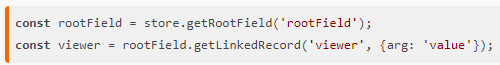 const rootField = store.getRootField('rootField');
const viewer = rootField.getLinkedRecord('viewer', {arg: 'value'});